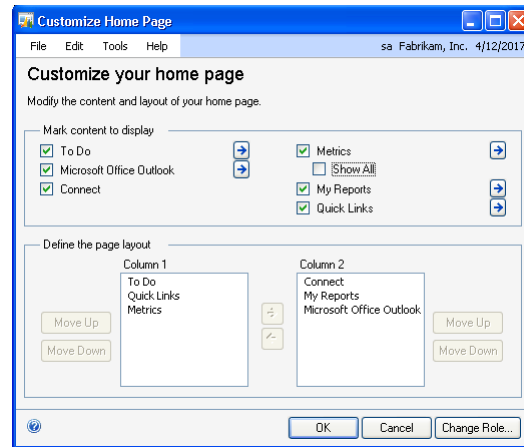 Customize Home Page
File Edit Tools Help sa Fabrikam, Inc. 4/12/2017
Customize your home page
Modify the content and layout of your home page.
Mark content to display
To Do
Microsoft Office Outlook
Connect
Metrics
Show All
My Reports
Quick Links
Define the page layout
Column 1
To Do
Quick Links
Metrics
Column 2
Connect
My Reports
Microsoft Office Outlook
Move Up
Move Down
Move Up
Move Down
OK Cancel Change Role...